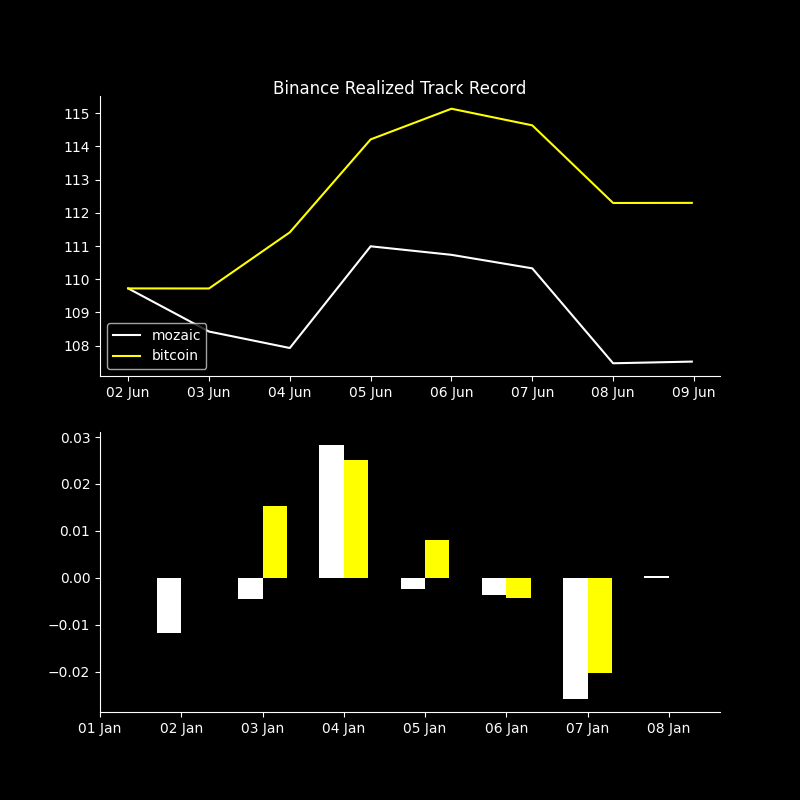 Binance Realized Track Record
115
114
113
112
111
110
109
108
mozaic
bitcoin
02 Jun 03 Jun 04 Jun 05 Jun 06 Jun 07 Jun 08 Jun 09 Jun
0.03
0.02
0.01
0.00
−0.01
−0.02
01 Jan 02 Jan 03 Jan 04 Jan 05 Jan 06 Jan 07 Jan 08 Jan